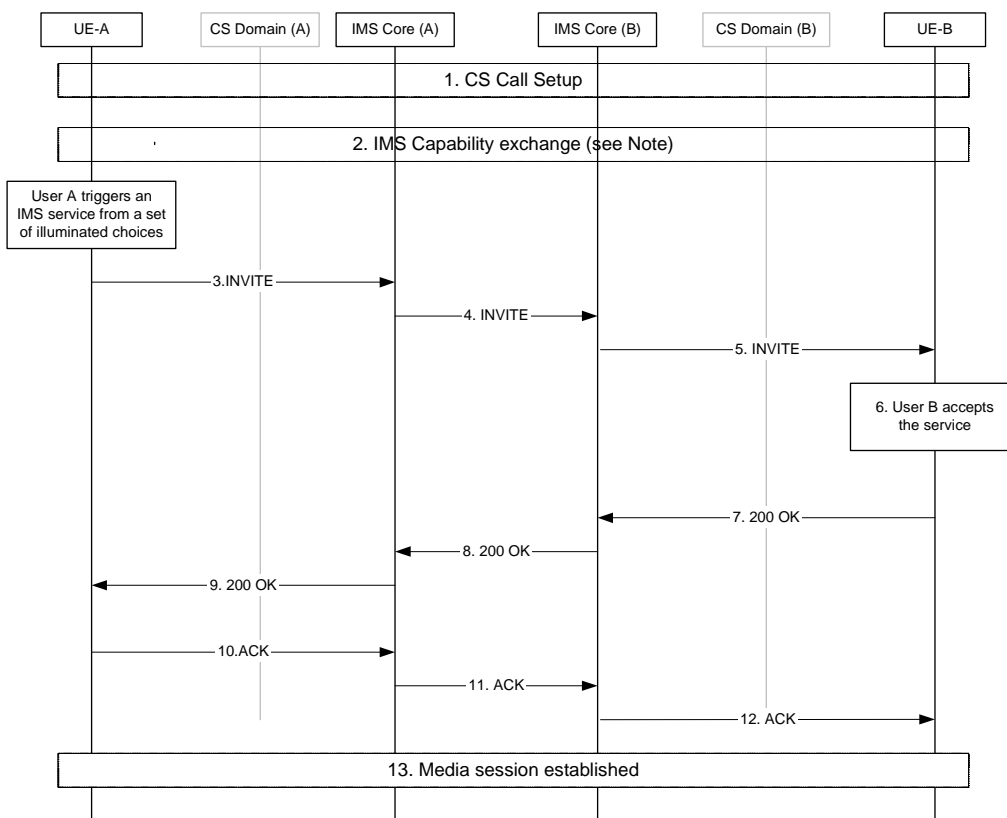 UE-A
CS Domain (A)
IMS Core (A)
IMS Core (B)
CS Domain (B)
UE-B
1. CS Call Setup
2. IMS Capability exchange (see Note)
User A triggers an
IMS service from a set
of illuminated choices
3.INVITE
4. INVITE
5. INVITE
6. User B accepts
the service
7. 200 OK
8. 200 OK
9. 200 OK
10.ACK
11. ACK
12. ACK
13. Media session established